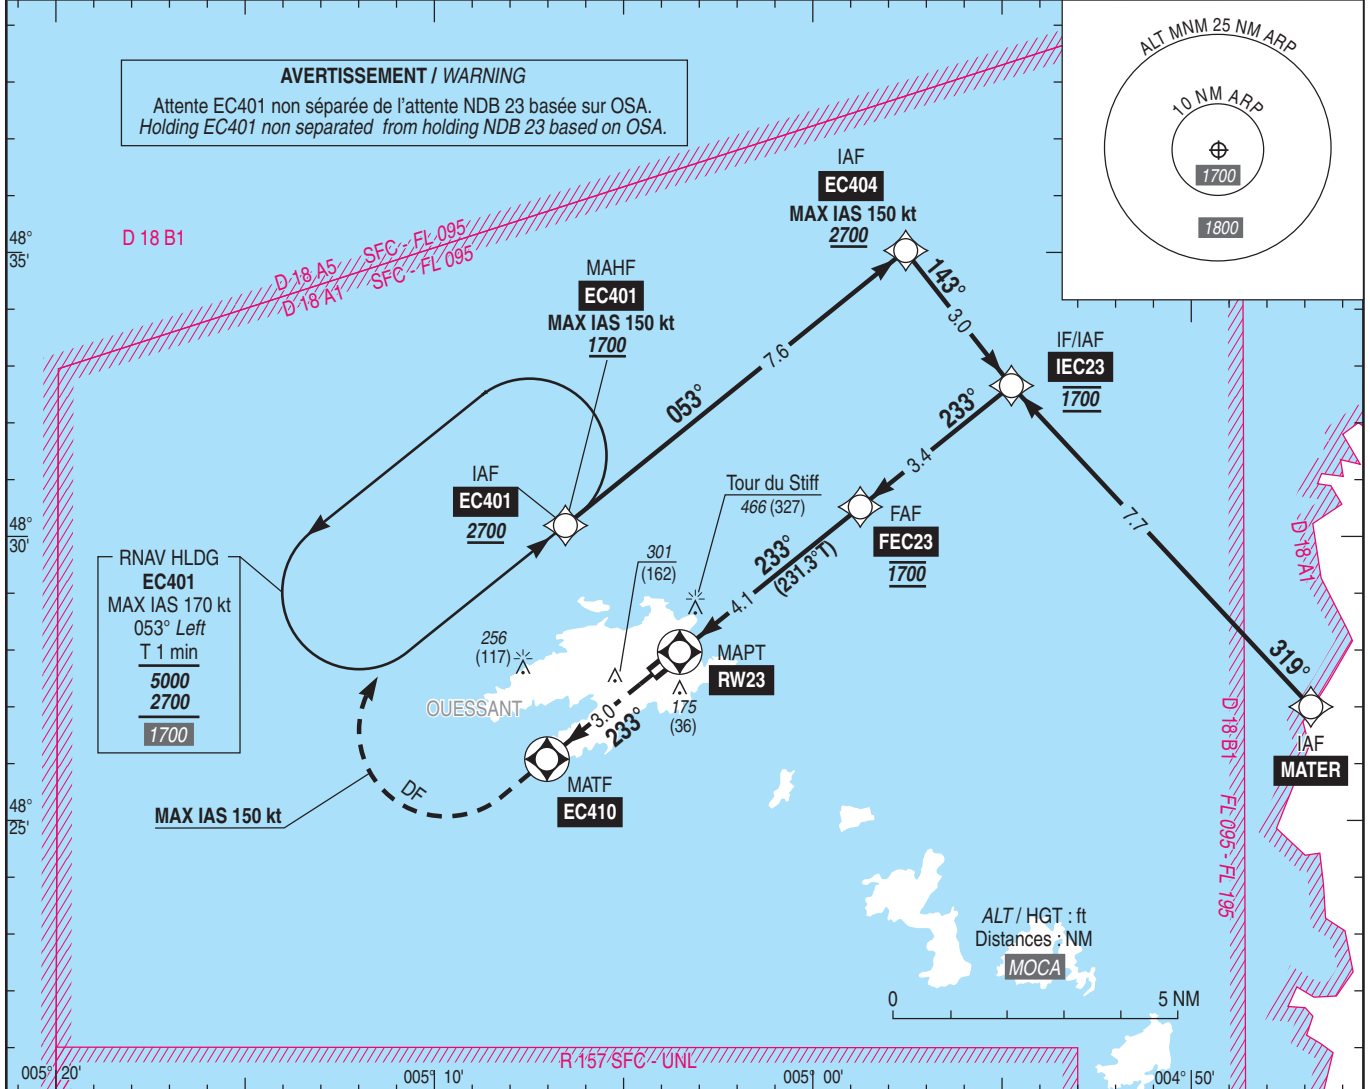 AVERTISSEMENT / WARNING
Attente EC401 non séparée de l'attente NDB 23 basée sur OSA.
Holding EC401 non separated from holding NDB 23 based on OSA.
ALT MNM 25 NM ARP
10 NM ARP
1700
1800
IAF
EC404
MAX IAS 150 kt
2700
48°
35'
D 18 B1
D 18 A5 SFC - FL 095
D 18 A1 SFC - FL 095
MAHF
EC401
MAX IAS 150 kt
1700
143°
3.0
IF/IAF
IEC23
1700
7.6
053°
233°
3.4
IAF
EC401
2700
Tour du Stiff
466 (327)
FAF
FEC23
1700
7.7
48°
30'
D 18 A1
233°
(231.3°T)
4.1
301
(162)
RNAV HLDG
EC401
MAX IAS 170 kt
053° Left
T 1 min
5000
2700
1700
256
(117)
MAPT
RW23
319°
OUESSANT
175
(36)
3.0
233°
D 18 B1 FL 095 - FL 195
IAF
MATER
MATF
EC410
DF
MAX IAS 150 kt
48°
25'
ALT / HGT : ft
Distances : NM
MOCA
0 5 NM
R 157 SFC - UNL
005° 20'
005° 10'
005° 00'
004° 50'